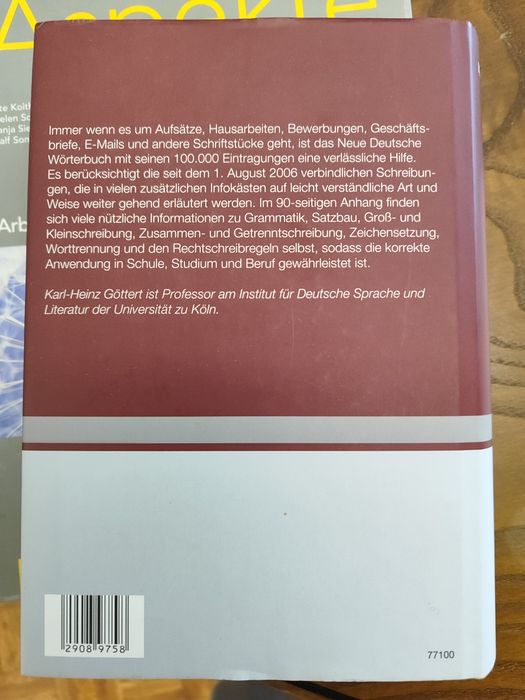 Aspekte
Immer wenn es um Aufsätze, Hausarbeiten, Bewerbungen, Geschäfts-
briefe, E-Mails und andere Schriftstücke geht, ist das Neue Deutsche
Wörterbuch mit seinen 100.000 Eintragungen eine verlässliche Hilfe.
Es berücksichtigt die seit dem 1. August 2006 verbindlichen Schreibun-
gen, die in vielen zusätzlichen Infokästen auf leicht verständliche Art und
Weise weiter gehend erläutert werden. Im 90-seitigen Anhang finden
sich viele nützliche Informationen zu Grammatik, Satzbau, Groß- und
Kleinschreibung, Zusammen- und Getrenntschreibung, Zeichensetzung,
Worttrennung und den Rechtschreibregeln selbst, sodass die korrekte
Anwendung in Schule, Studium und Beruf gewährleistet ist.
Karl-Heinz Göttert ist Professor am Institut für Deutsche Sprache und
Literatur der Universität zu Köln.
2908 9758
77100